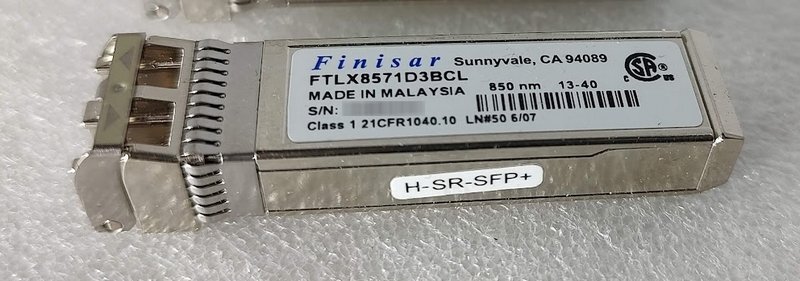 Finisar Sunnyvale, CA 94089
FTLX8571D3BCL
MADE IN MALAYSIA 850 nm 13-40
S/N:
Class 1 21CFR1040.10 LN#50 6/07
C US
H-SR-SFP+